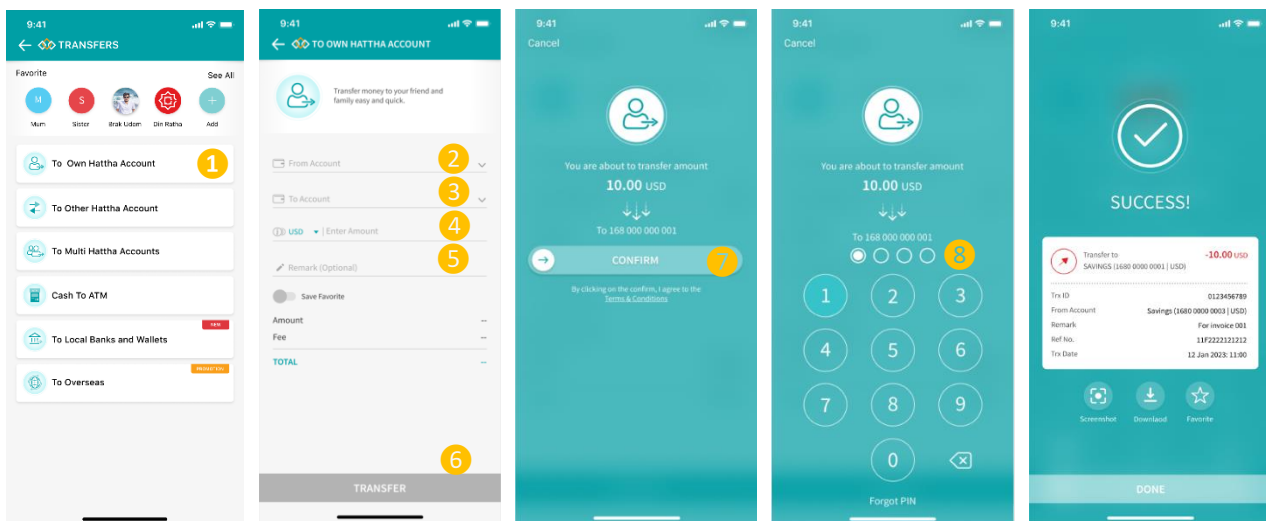 9:41
TRANSFERS
Favorite See All
M S
Mum Sister Brak Udam Din Ratha Add
To Own Hattha Account 1
To Other Hattha Account
To Multi Hattha Accounts
Cash To ATM
NEW
To Local Banks and Wallets
PROMOTION
To Overseas
9:41
TO OWN HATTHA ACCOUNT
Transfer money to your friend and
family easy and quick.
From Account 2
To Account 3
USD Enter Amount 4
Remark (Optional) 5
Save Favorite
Amount --
Fee --
TOTAL --
6
TRANSFER
9:41
Cancel
You are about to transfer amount
10.00 USD
To 168 000 000 001
CONFIRM 7
By clicking on the confirm, I agree to the
Terms & Conditions
9:41
Cancel
You are about to transfer amount
10.00 USD
To 168 000 000 001
8
1 2 3
4 5 6
7 8 9
0
Forgot PIN
9:41
SUCCESS!
Transfer to -10.00 USD
SAVINGS (1680 0000 0001 | USD)
Trx ID 0123456789
From Account Savings (1680 0000 0003 | USD)
Remark For invoice 001
Ref No. 11F2222121212
Trx Date 12 Jan 2023: 11:00
Screenshot Downlaod Favorite
DONE